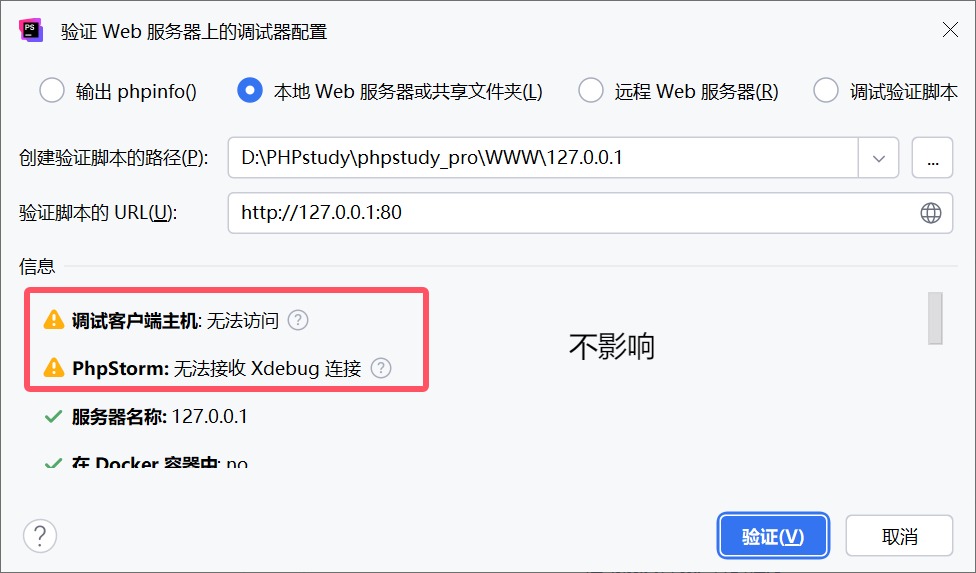 PS
验证 Web 服务器上的调试器配置
输出 phpinfo()
本地 Web 服务器或共享文件夹(L)
远程 Web 服务器(R)
调试验证脚本
创建验证脚本的路径(P):
D:\PHPstudy\phpstudy_pro\WWW\127.0.0.1
...
验证脚本的 URL(U):
http://127.0.0.1:80
信息
调试客户端主机: 无法访问 ?
不影响
PhpStorm: 无法接收 Xdebug 连接 ?
服务器名称: 127.0.0.1
在 Docker 容器中: no
?
验证(V)
取消